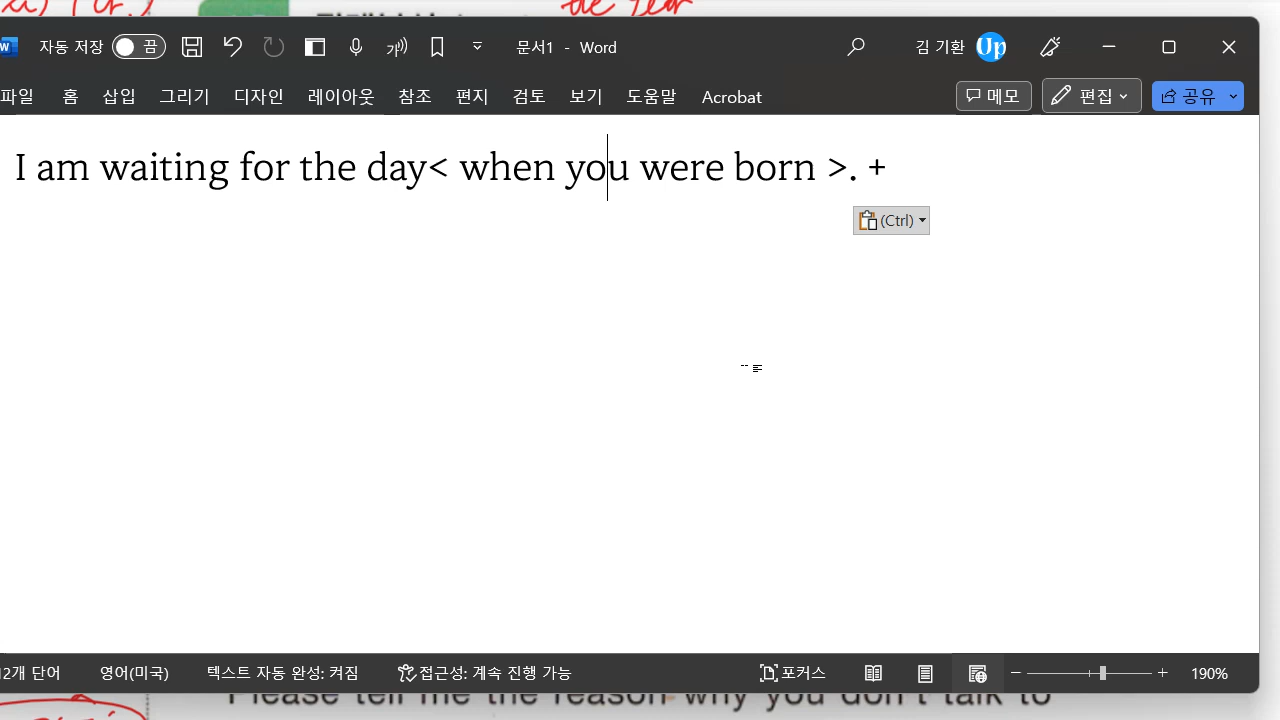 the year
자동 저장 끔 문서1 - Word 김 기환 Up
파일 홈 삽입 그리기 디자인 레이아웃 참조 편지 검토 보기 도움말 Acrobat 메모 편집 공유
I am waiting for the day< when you were born >. +
(Ctrl)
12개 단어 영어(미국) 텍스트 자동 완성: 켜짐 접근성: 계속 진행 가능 포커스 190%
Please tell me the reason why you don't talk to